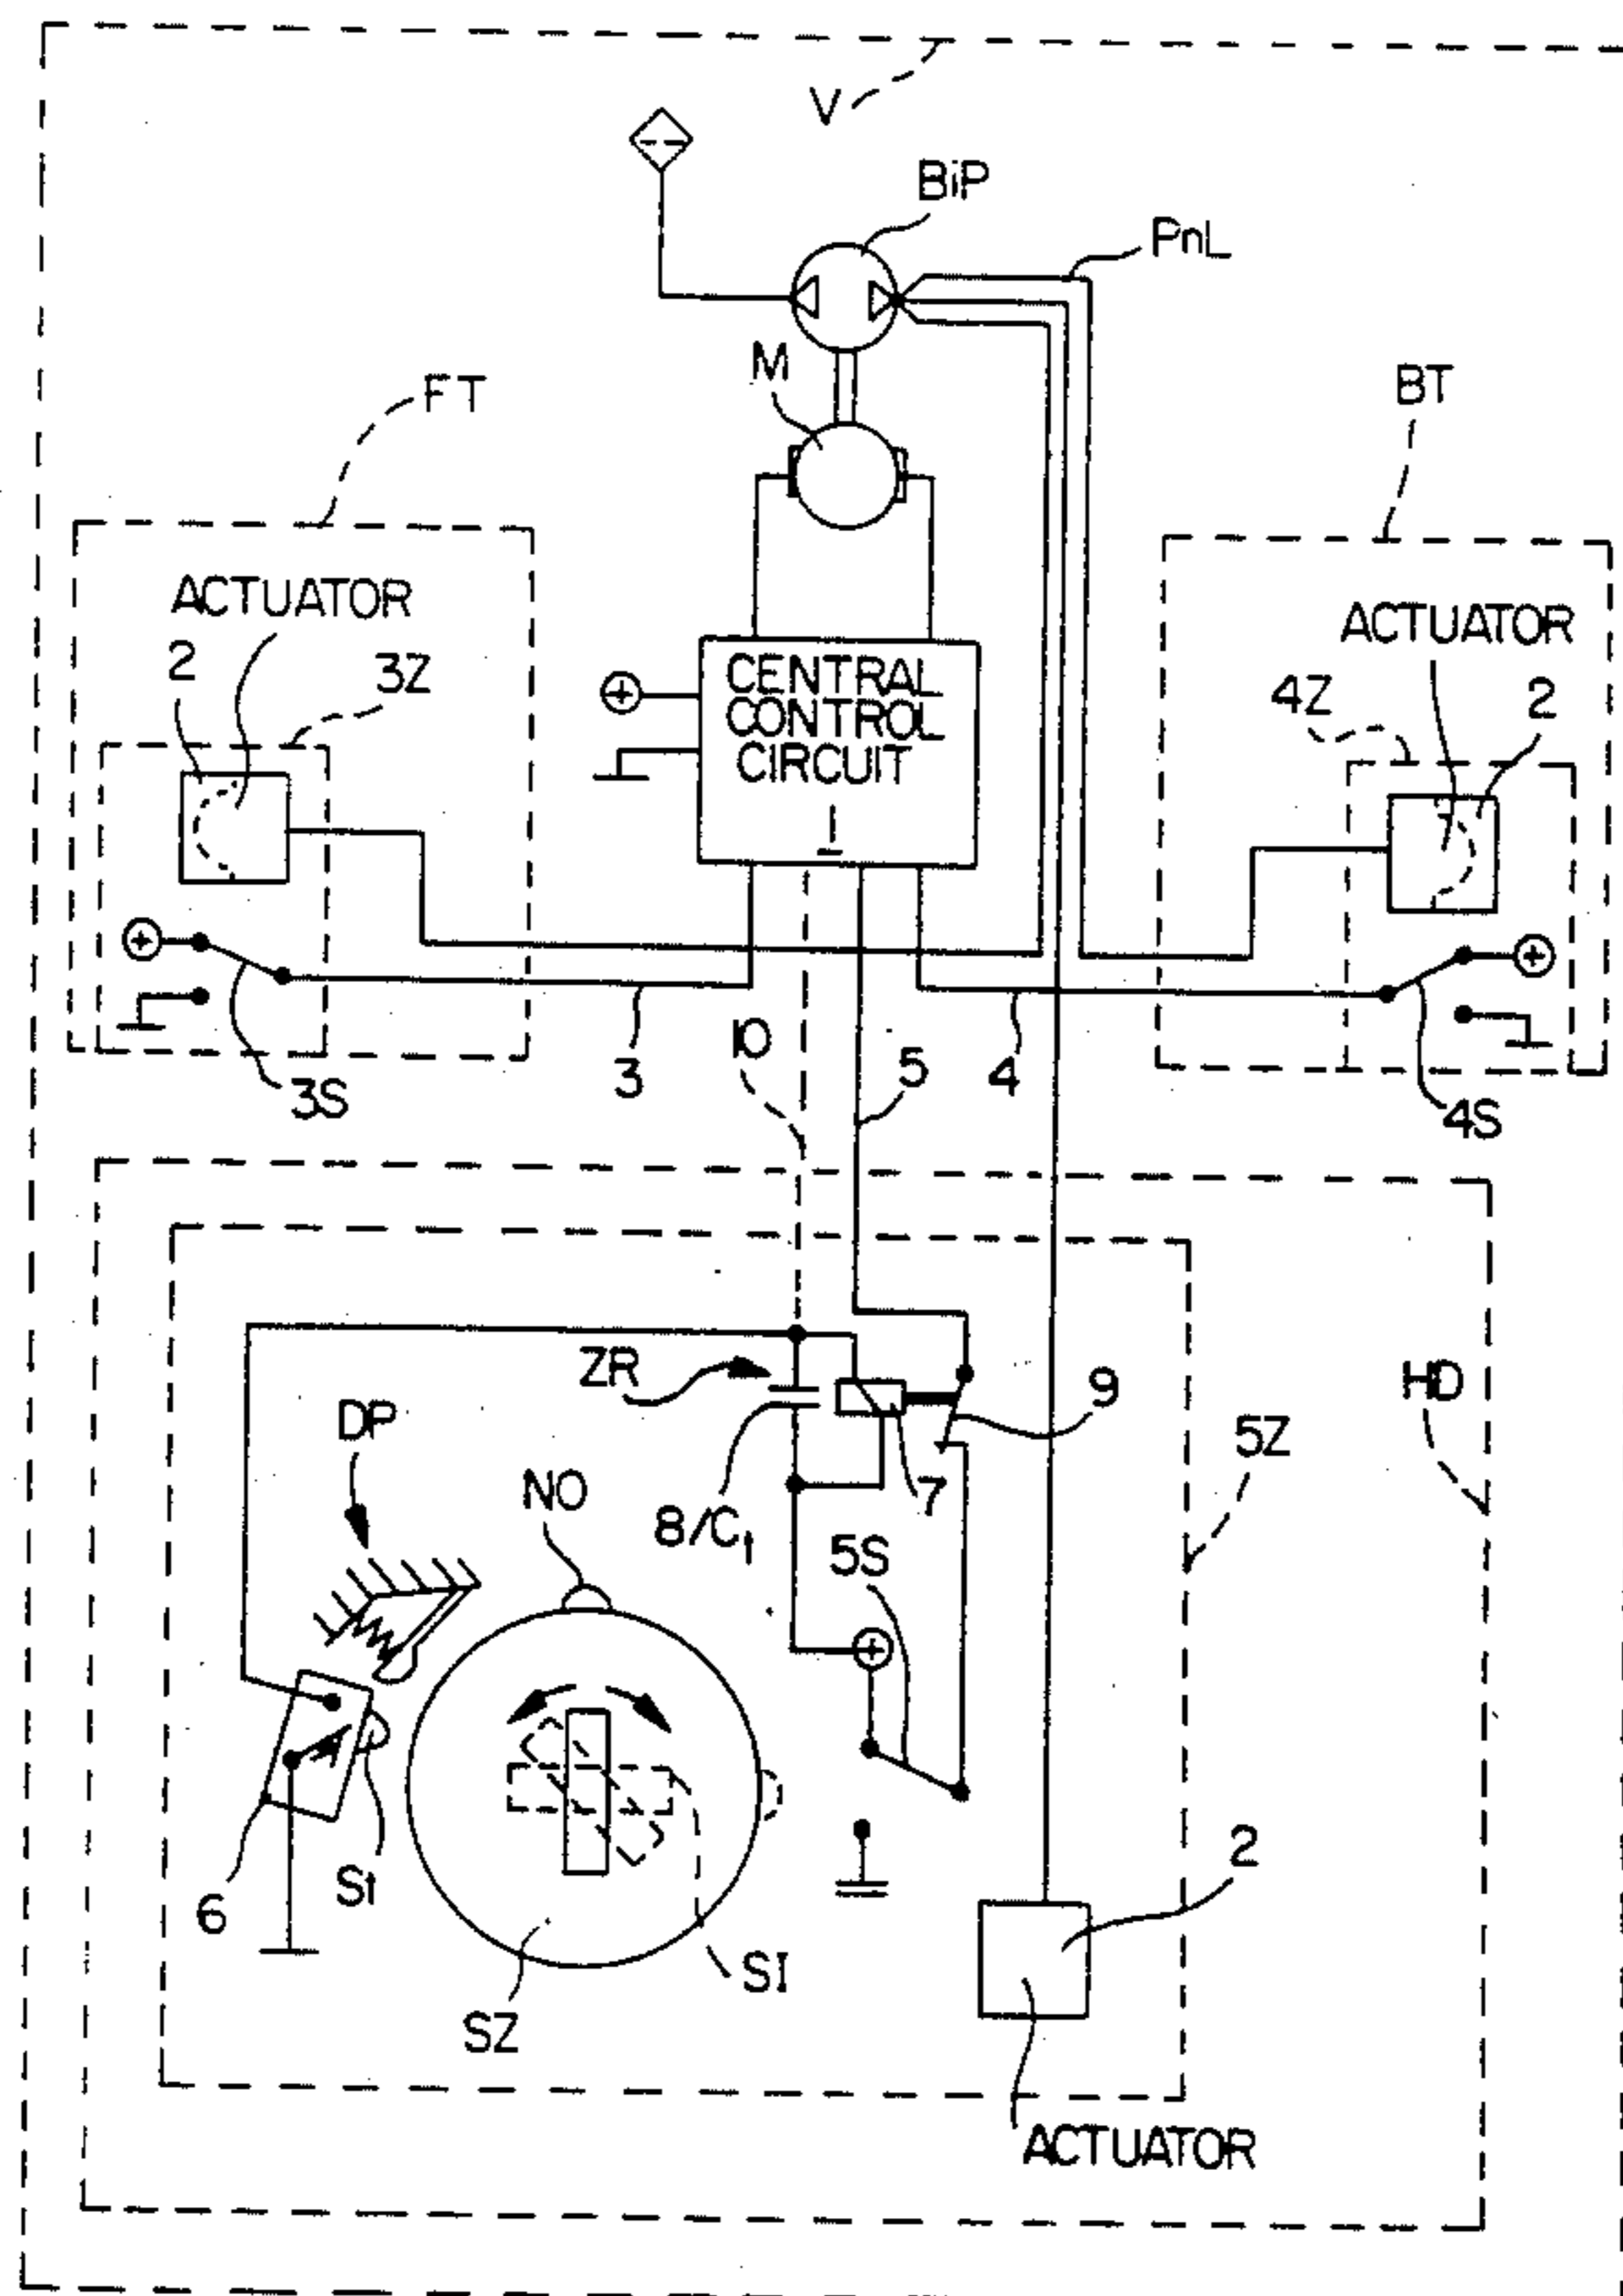 V
BiP
PnL
M
FT
BT
ACTUATOR
2
3Z
CENTRAL
CONTROL
CIRCUIT
1
ACTUATOR
4Z
2
3S
3
10
5
4
4S
ZR
9
HD
DP
5Z
NO
8/Ct
7
5S
6
St
SI
SZ
2
ACTUATOR